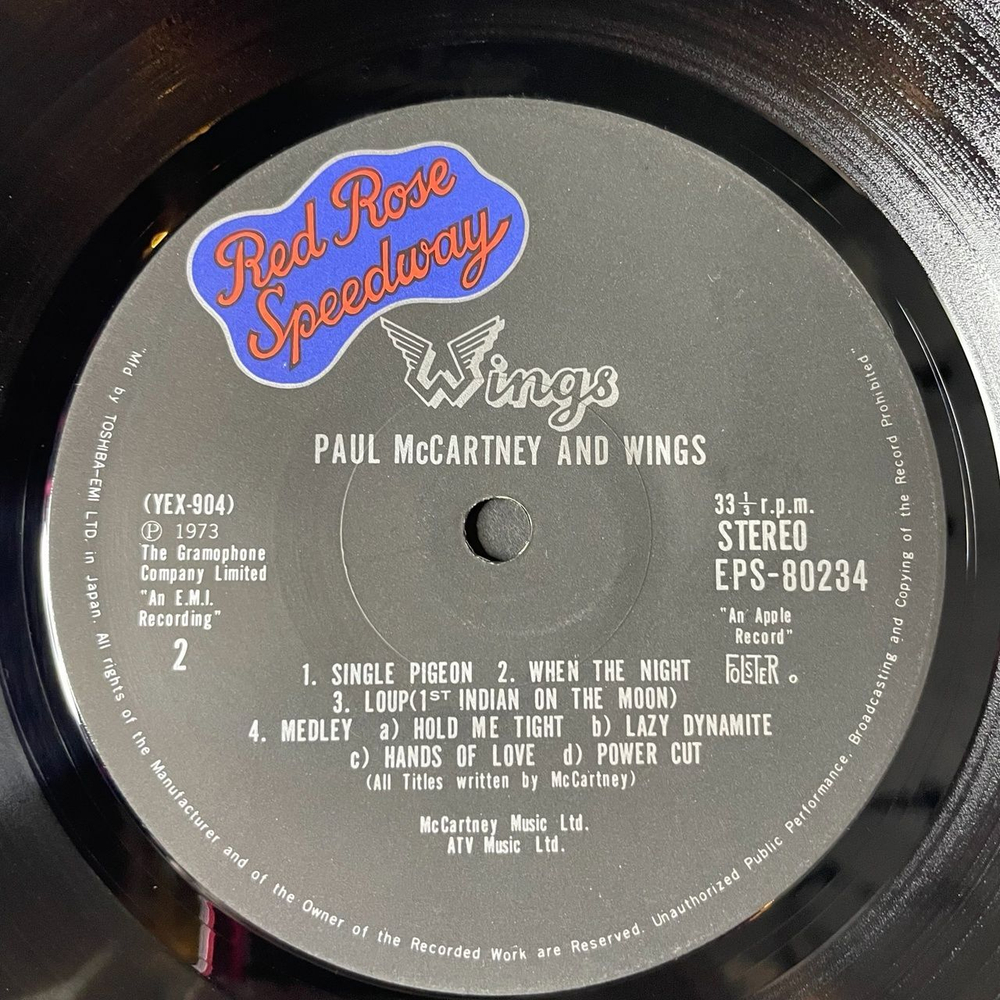 Red Rose
Speedway
Wings
PAUL McCARTNEY AND WINGS
(YEX-904)
Ⓟ 1973
The Gramophone
Company Limited
"An E.M.I.
Recording"
2
33 1/3 r.p.m.
STEREO
EPS-80234
"An Apple
Record"
FOLSTER
1. SINGLE PIGEON 2. WHEN THE NIGHT
3. LOUP(1ST INDIAN ON THE MOON)
4. MEDLEY a) HOLD ME TIGHT b) LAZY DYNAMITE
c) HANDS OF LOVE d) POWER CUT
(All Titles written by McCartney)
McCartney Music Ltd.
ATV Music Ltd.
"Mfd by TOSHIBA-EMI LTD. in Japan. All rights of the Manufacturer and of the Owner of the Recorded Work are Reserved. Unauthorized Public Performance, Broadcasting and Copying of the Record Prohibited"